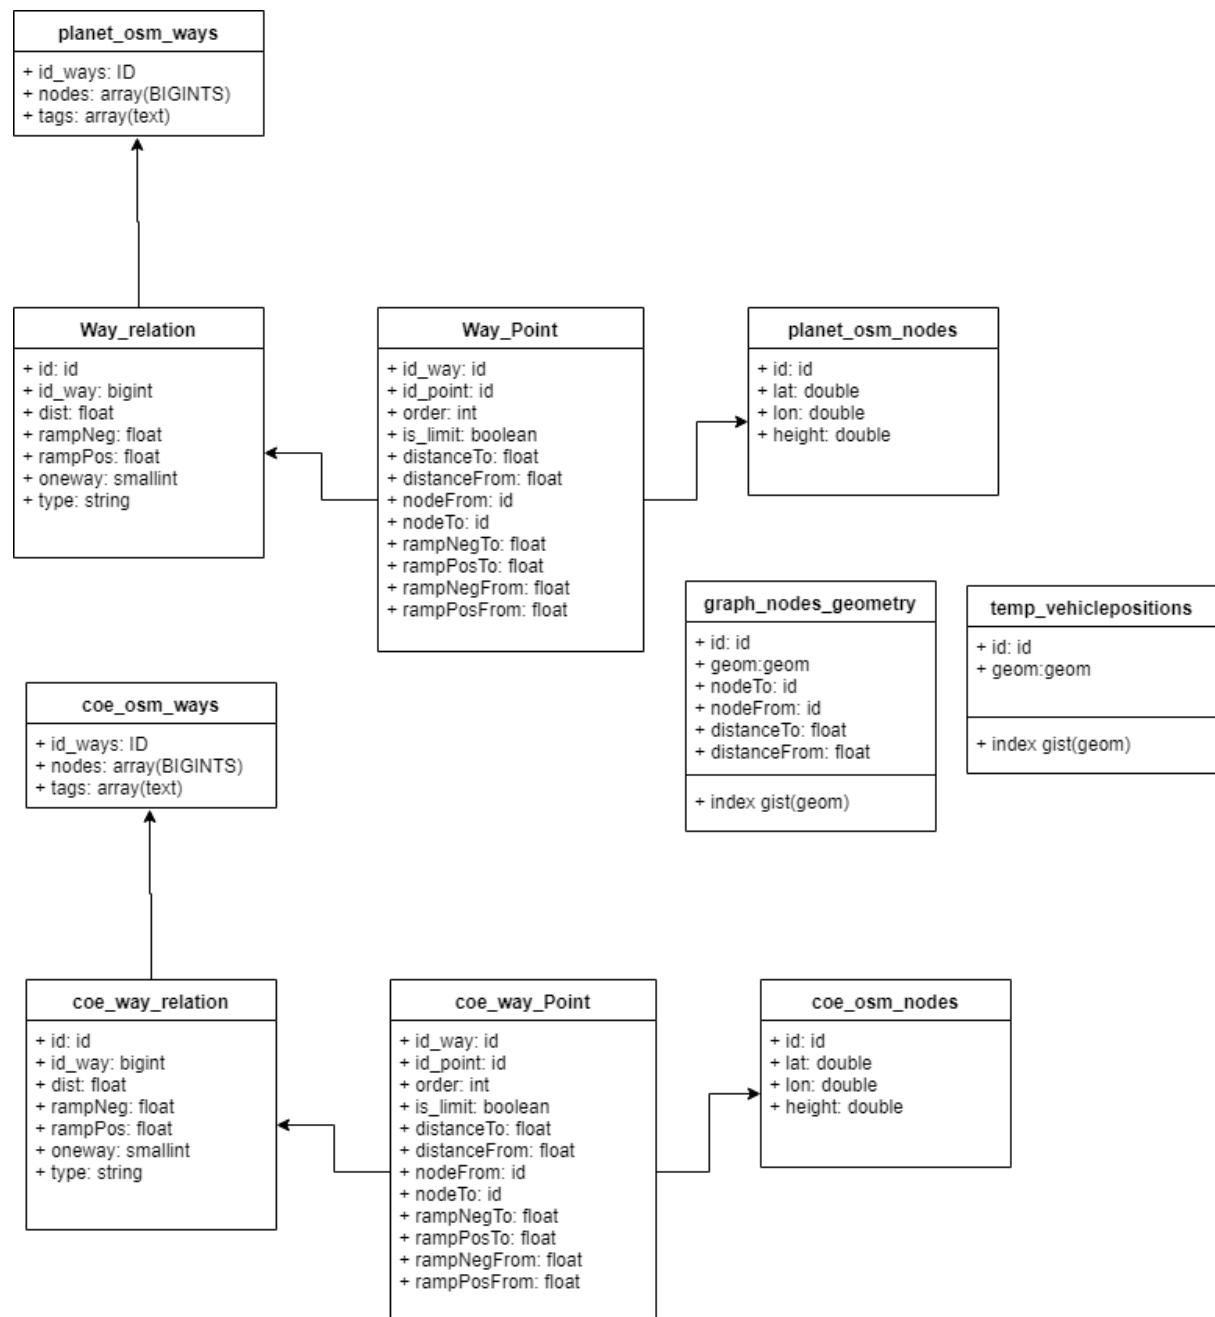 planet_osm_ways
+ id_ways: ID
+ nodes: array(BIGINTS)
+ tags: array(text)
Way_relation
+ id: id
+ id_way: bigint
+ dist: float
+ rampNeg: float
+ rampPos: float
+ oneway: smallint
+ type: string
Way_Point
+ id_way: id
+ id_point: id
+ order: int
+ is_limit: boolean
+ distanceTo: float
+ distanceFrom: float
+ nodeFrom: id
+ nodeTo: id
+ rampNegTo: float
+ rampPosTo: float
+ rampNegFrom: float
+ rampPosFrom: float
planet_osm_nodes
+ id: id
+ lat: double
+ lon: double
+ height: double
graph_nodes_geometry
+ id: id
+ geom:geom
+ nodeTo: id
+ nodeFrom: id
+ distanceTo: float
+ distanceFrom: float
+ index gist(geom)
temp_vehiclepositions
+ id: id
+ geom:geom
+ index gist(geom)
coe_osm_ways
+ id_ways: ID
+ nodes: array(BIGINTS)
+ tags: array(text)
coe_way_relation
+ id: id
+ id_way: bigint
+ dist: float
+ rampNeg: float
+ rampPos: float
+ oneway: smallint
+ type: string
coe_way_Point
+ id_way: id
+ id_point: id
+ order: int
+ is_limit: boolean
+ distanceTo: float
+ distanceFrom: float
+ nodeFrom: id
+ nodeTo: id
+ rampNegTo: float
+ rampPosTo: float
+ rampNegFrom: float
+ rampPosFrom: float
coe_osm_nodes
+ id: id
+ lat: double
+ lon: double
+ height: double